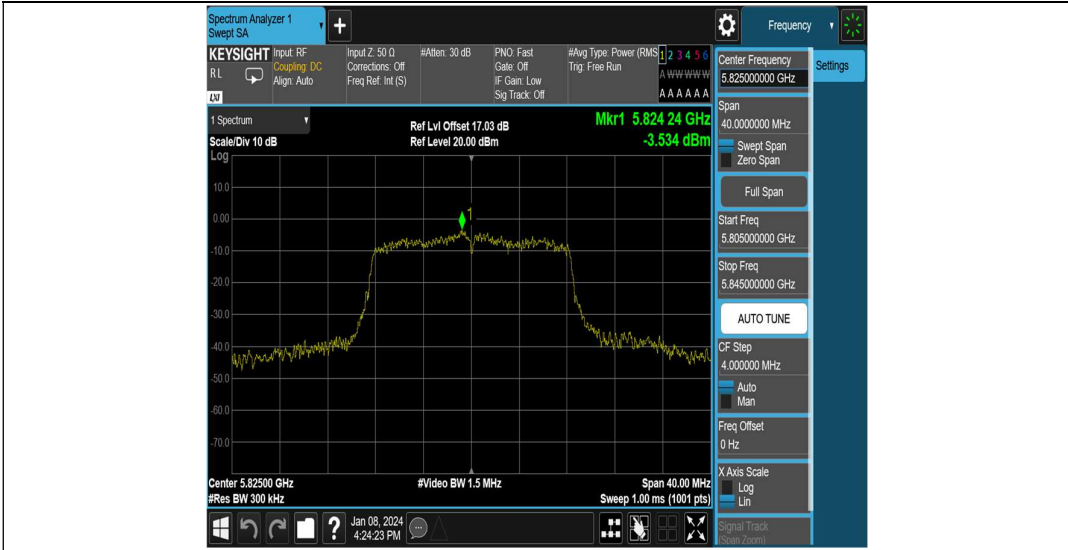 Spectrum Analyzer 1
Swept SA
Frequency
KEYSIGHT
RL
LXI
Input: RF
Coupling: DC
Align: Auto
Input Z: 50 Ω
Corrections: Off
Freq Ref: Int (S)
#Atten: 30 dB
PNO: Fast
Gate: Off
IF Gain: Low
Sig Track: Off
#Avg Type: Power (RMS
Trig: Free Run
1 2 3 4 5 6
A W W W W W
A A A A A A
Center Frequency
5.825000000 GHz
Settings
Span
40.0000000 MHz
Swept Span
Zero Span
Full Span
Start Freq
5.805000000 GHz
Stop Freq
5.845000000 GHz
AUTO TUNE
CF Step
4.000000 MHz
Auto
Man
Freq Offset
0 Hz
X Axis Scale
Log
Lin
Signal Track
(Span Zoom)
1 Spectrum
Scale/Div 10 dB
Ref Lvl Offset 17.03 dB
Ref Level 20.00 dBm
Mkr1 5.824 24 GHz
-3.534 dBm
Log
10.0
0.00
-10.0
-20.0
-30.0
-40.0
-50.0
-60.0
-70.0
1
Center 5.82500 GHz
#Res BW 300 kHz
#Video BW 1.5 MHz
Span 40.00 MHz
Sweep 1.00 ms (1001 pts)
?
Jan 08, 2024
4:24:23 PM